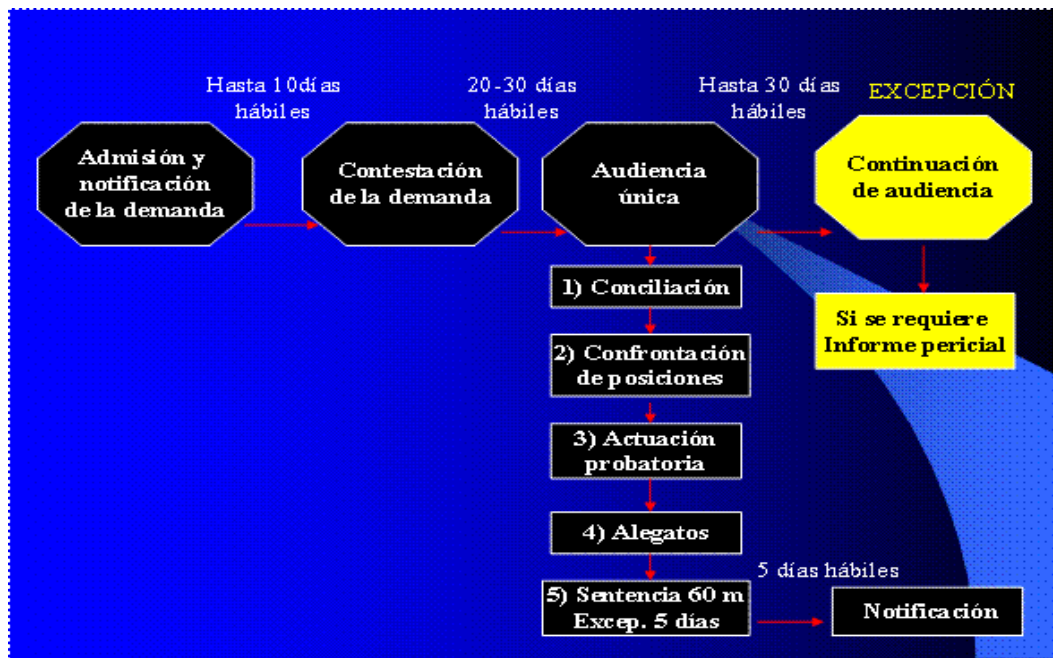 Hasta 10días
hábiles
20-30 días
hábiles
Hasta 30 días
hábiles
EXCEPCIÓN
Admisión y
notificación
de la demanda
Contestación
de la demanda
Audiencia
única
Continuación
de audiencia
1) Conciliación
Si se requiere
Informe pericial
2) Confrontación
de posiciones
3) Actuación
probatoria
4) Alegatos
5) Sentencia 60 m
Excep. 5 días
5 días hábiles
Notificación